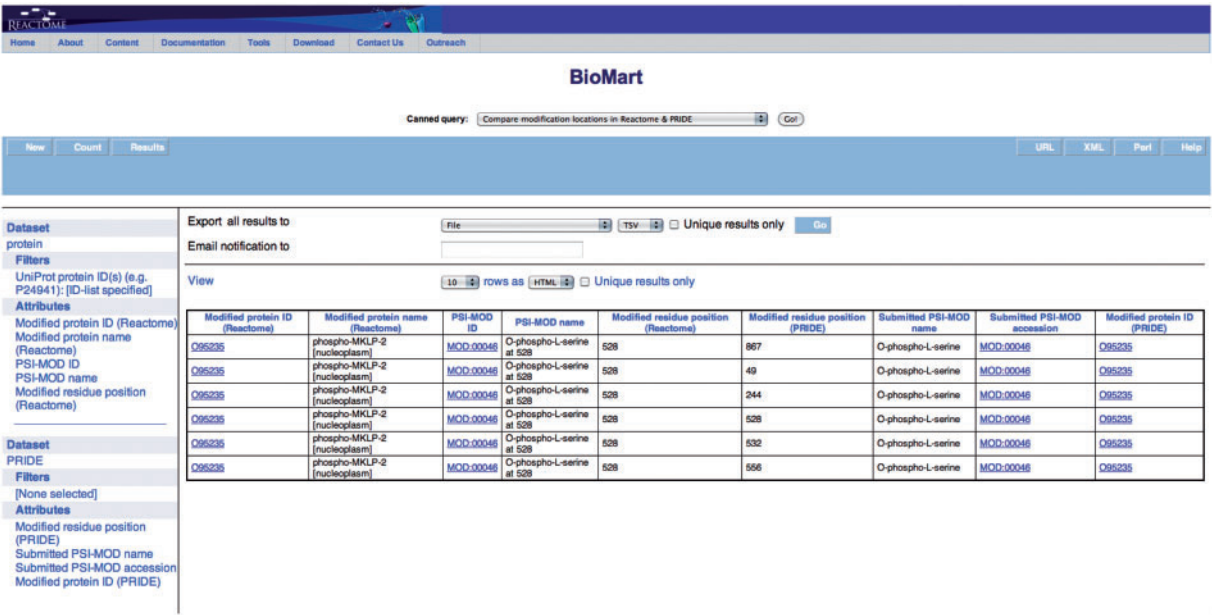 REACTOME
Home About Content Documentation Tools Download Contact Us Outreach
BioMart
Canned query: Compare modification locations in Reactome & PRIDE Go!
New Count Results URL XML Perl Help
Dataset
protein
Filters
UniProt protein ID(s) (e.g.
P24941): [ID-list specified]
Attributes
Modified protein ID (Reactome)
Modified protein name
(Reactome)
PSI-MOD ID
PSI-MOD name
Modified residue position
(Reactome)
Dataset
PRIDE
Filters
[None selected]
Attributes
Modified residue position
(PRIDE)
Submitted PSI-MOD name
Submitted PSI-MOD accession
Modified protein ID (PRIDE)
Export all results to File TSV Unique results only Go
Email notification to
View 10 rows as HTML Unique results only
Modified protein ID Modified protein name PSI-MOD PSI-MOD name Modified residue position Modified residue position Submitted PSI-MOD Submitted PSI-MOD Modified protein ID
(Reactome) (Reactome) ID (Reactome) (PRIDE) name accession (PRIDE)
O95235 phospho-MKLP-2 MOD:00046 O-phospho-L-serine 528 867 O-phospho-L-serine MOD:00046 O95235
[nucleoplasm] at 528
O95235 phospho-MKLP-2 MOD:00046 O-phospho-L-serine 528 49 O-phospho-L-serine MOD:00046 O95235
[nucleoplasm] at 528
O95235 phospho-MKLP-2 MOD:00046 O-phospho-L-serine 528 244 O-phospho-L-serine MOD:00046 O95235
[nucleoplasm] at 528
O95235 phospho-MKLP-2 MOD:00046 O-phospho-L-serine 528 528 O-phospho-L-serine MOD:00046 O95235
[nucleoplasm] at 528
O95235 phospho-MKLP-2 MOD:00046 O-phospho-L-serine 528 532 O-phospho-L-serine MOD:00046 O95235
[nucleoplasm] at 528
O95235 phospho-MKLP-2 MOD:00046 O-phospho-L-serine 528 556 O-phospho-L-serine MOD:00046 O95235
[nucleoplasm] at 528